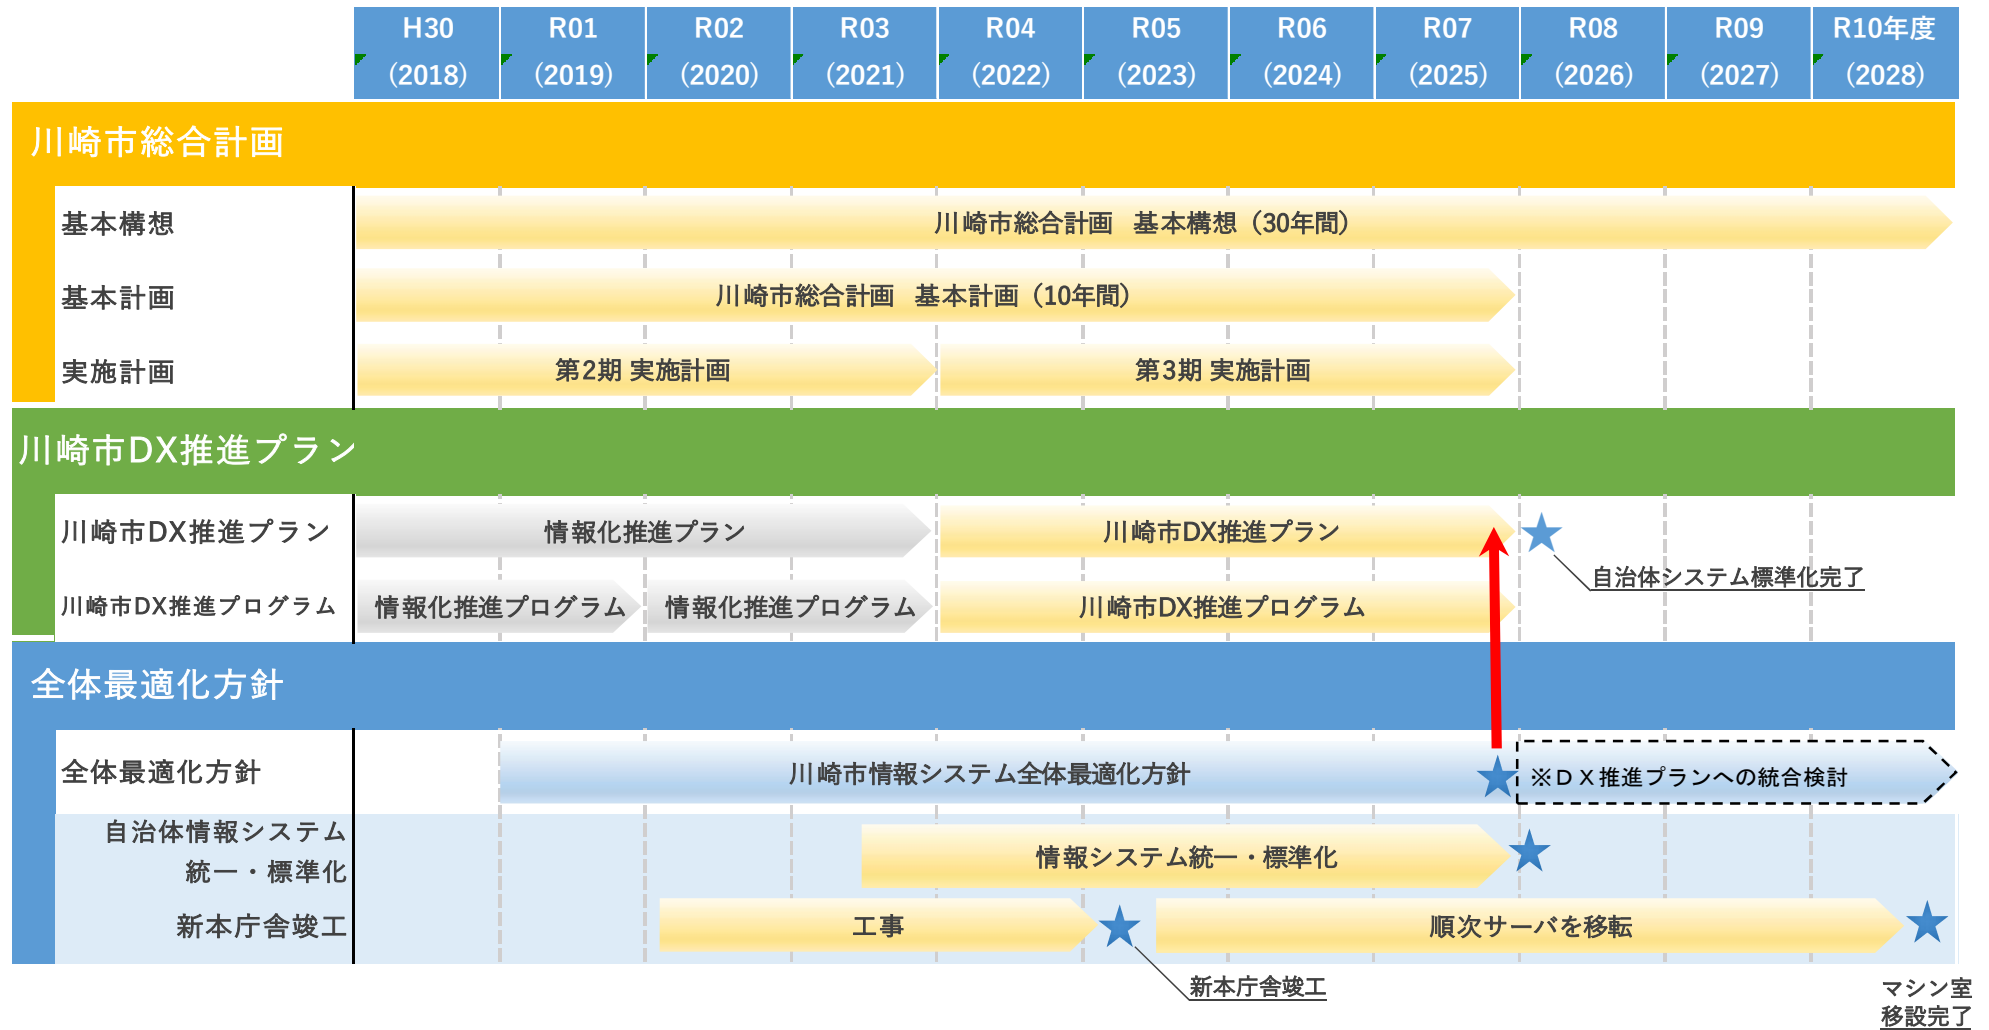 H30 R01 R02 R03 R04 R05 R06 R07 R08 R09 R10年度
(2018) (2019) (2020) (2021) (2022) (2023) (2024) (2025) (2026) (2027) (2028)
川崎市総合計画
基本構想 川崎市総合計画 基本構想（30年間）
基本計画 川崎市総合計画 基本計画（10年間）
実施計画 第2期 実施計画 第3期 実施計画
川崎市DX推進プラン
川崎市DX推進プラン 情報化推進プラン 川崎市DX推進プラン
自治体システム標準化完了
川崎市DX推進プログラム 情報化推進プログラム 情報化推進プログラム 川崎市DX推進プログラム
全体最適化方針
全体最適化方針 川崎市情報システム全体最適化方針 ※ＤＸ推進プランへの統合検討
自治体情報システム
統一・標準化 情報システム統一・標準化
新本庁舎竣工 工事 順次サーバを移転
新本庁舎竣工
マシン室
移設完了